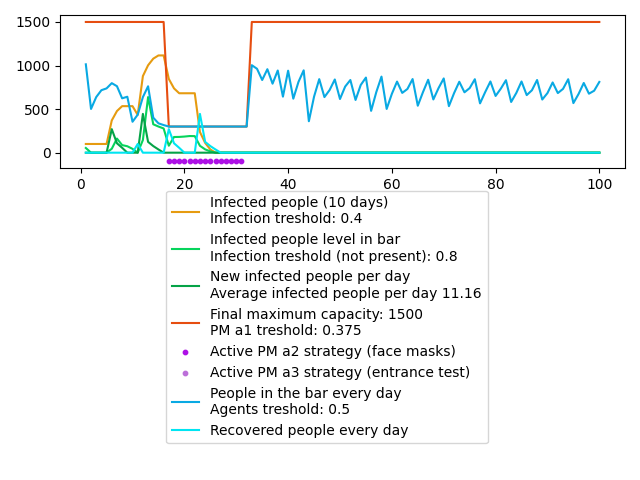 1500
1000
500
0
0 20 40 60 80 100
Infected people (10 days)
Infection treshold: 0.4
Infected people level in bar
Infection treshold (not present): 0.8
New infected people per day
Average infected people per day 11.16
Final maximum capacity: 1500
PM a1 treshold: 0.375
Active PM a2 strategy (face masks)
Active PM a3 strategy (entrance test)
People in the bar every day
Agents treshold: 0.5
Recovered people every day